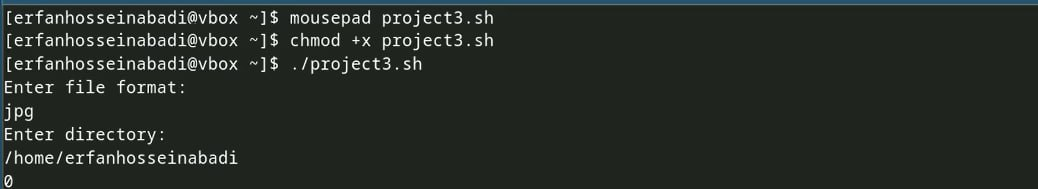 [erfanhosseinabadi@vbox ~]$ mousepad project3.sh
[erfanhosseinabadi@vbox ~]$ chmod +x project3.sh
[erfanhosseinabadi@vbox ~]$ ./project3.sh
Enter file format:
jpg
Enter directory:
/home/erfanhosseinabadi
0